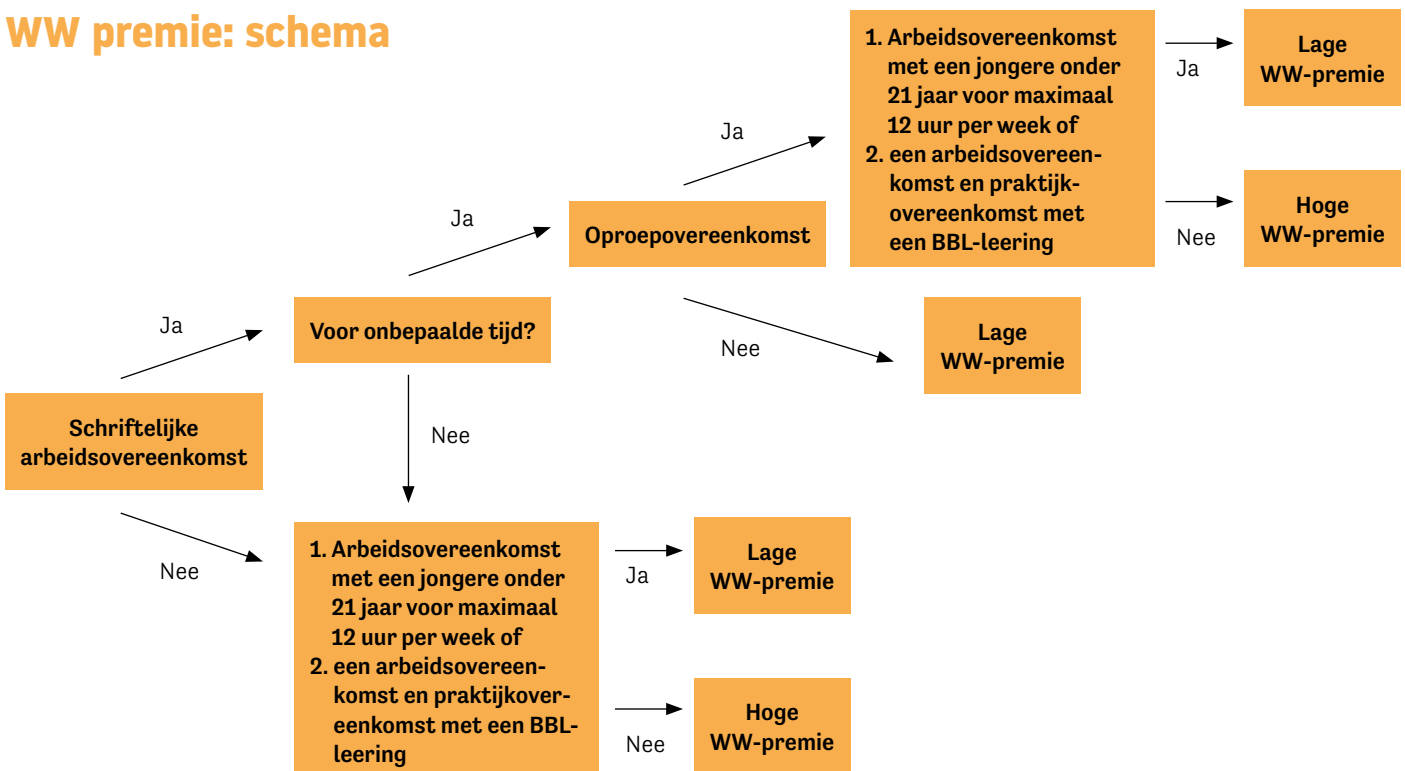 WW premie: schema
Schriftelijke
arbeidsovereenkomst
Ja
Nee
Voor onbepaalde tijd?
Ja
Nee
Oproepovereenkomst
Ja
Nee
1. Arbeidsovereenkomst
met een jongere onder
21 jaar voor maximaal
12 uur per week of
2. een arbeidsovereen-
komst en praktijk-
overeenkomst met
een BBL-leering
Ja
Lage
WW-premie
Nee
Hoge
WW-premie
Lage
WW-premie
1. Arbeidsovereenkomst
met een jongere onder
21 jaar voor maximaal
12 uur per week of
2. een arbeidsovereen-
komst en praktijkover-
eenkomst met een BBL-
leering
Ja
Lage
WW-premie
Nee
Hoge
WW-premie